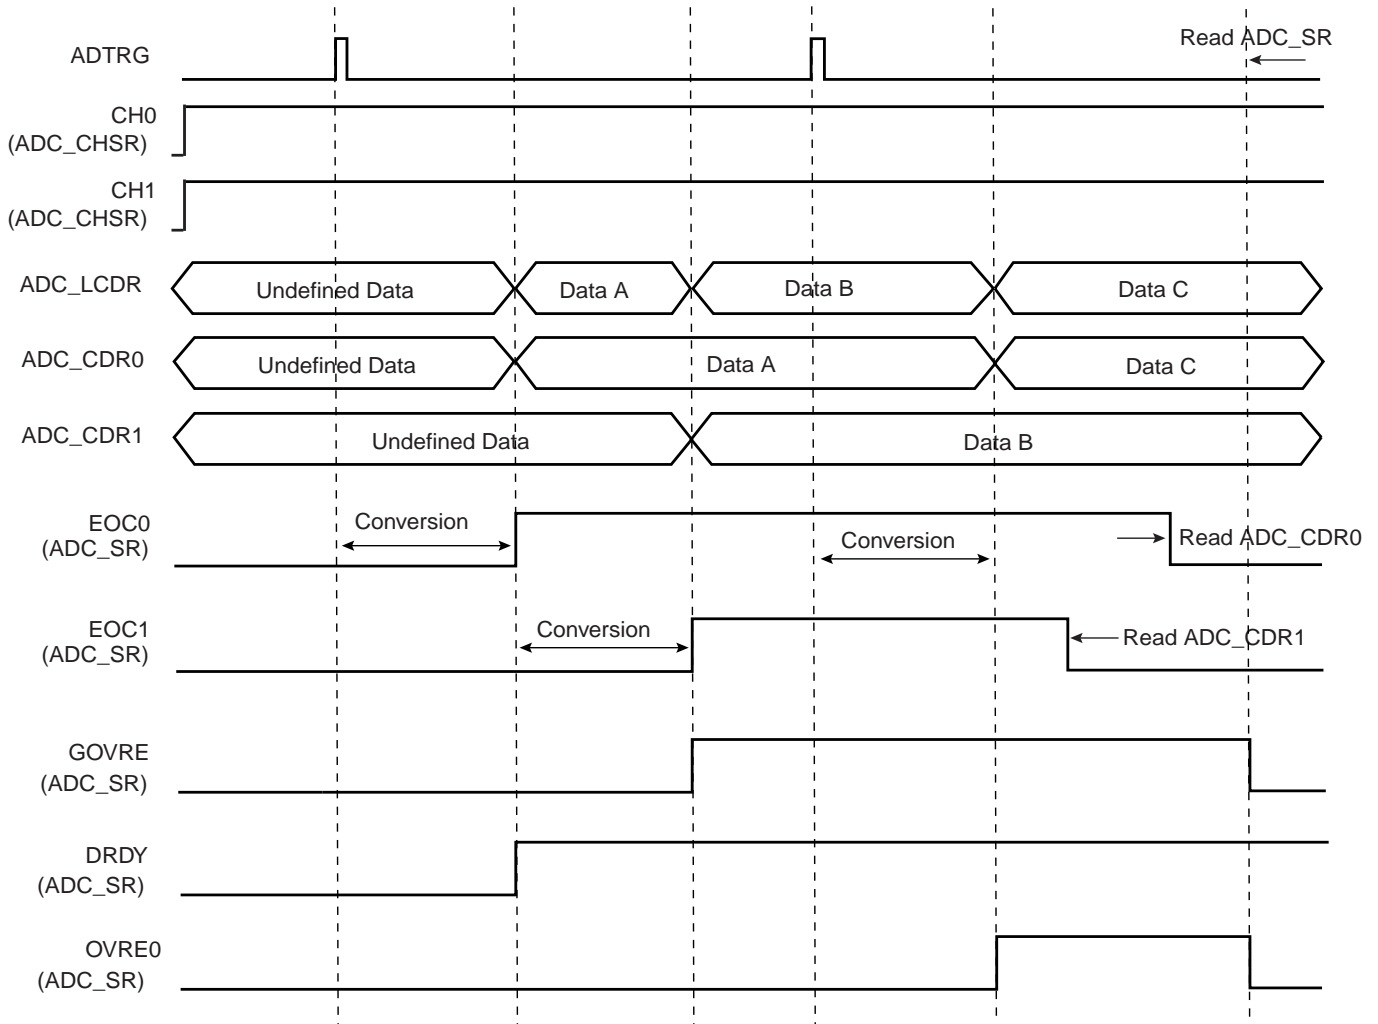 Read ADC_SR
ADTRG
CH0
(ADC_CHSR)
CH1
(ADC_CHSR)
ADC_LCDR
Undefined Data
Data A
Data B
Data C
ADC_CDR0
Undefined Data
Data A
Data C
ADC_CDR1
Undefined Data
Data B
EOC0
(ADC_SR)
Conversion
Conversion
Read ADC_CDR0
EOC1
(ADC_SR)
Conversion
Read ADC_CDR1
GOVRE
(ADC_SR)
DRDY
(ADC_SR)
OVRE0
(ADC_SR)